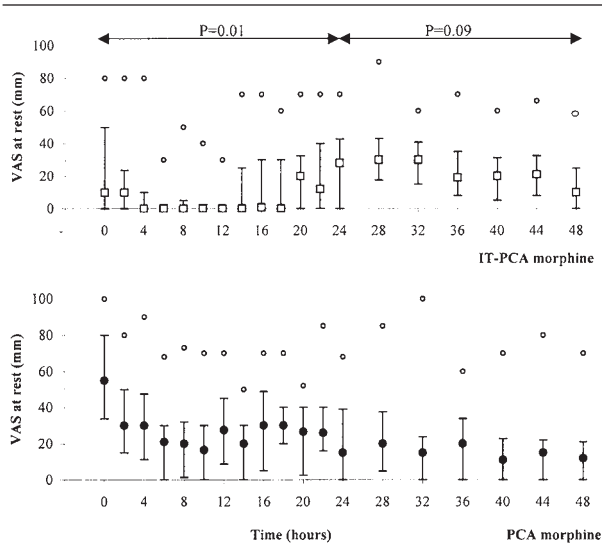 P=0.01 P=0.09
100
80
60
40
20
0
VAS at rest (mm)
- 0 4 8 12 16 20 24 28 32 36 40 44 48
IT-PCA morphine
100
80
60
40
20
0
VAS at rest (mm)
0 4 8 12 16 20 24 28 32 36 40 44 48
Time (hours) PCA morphine